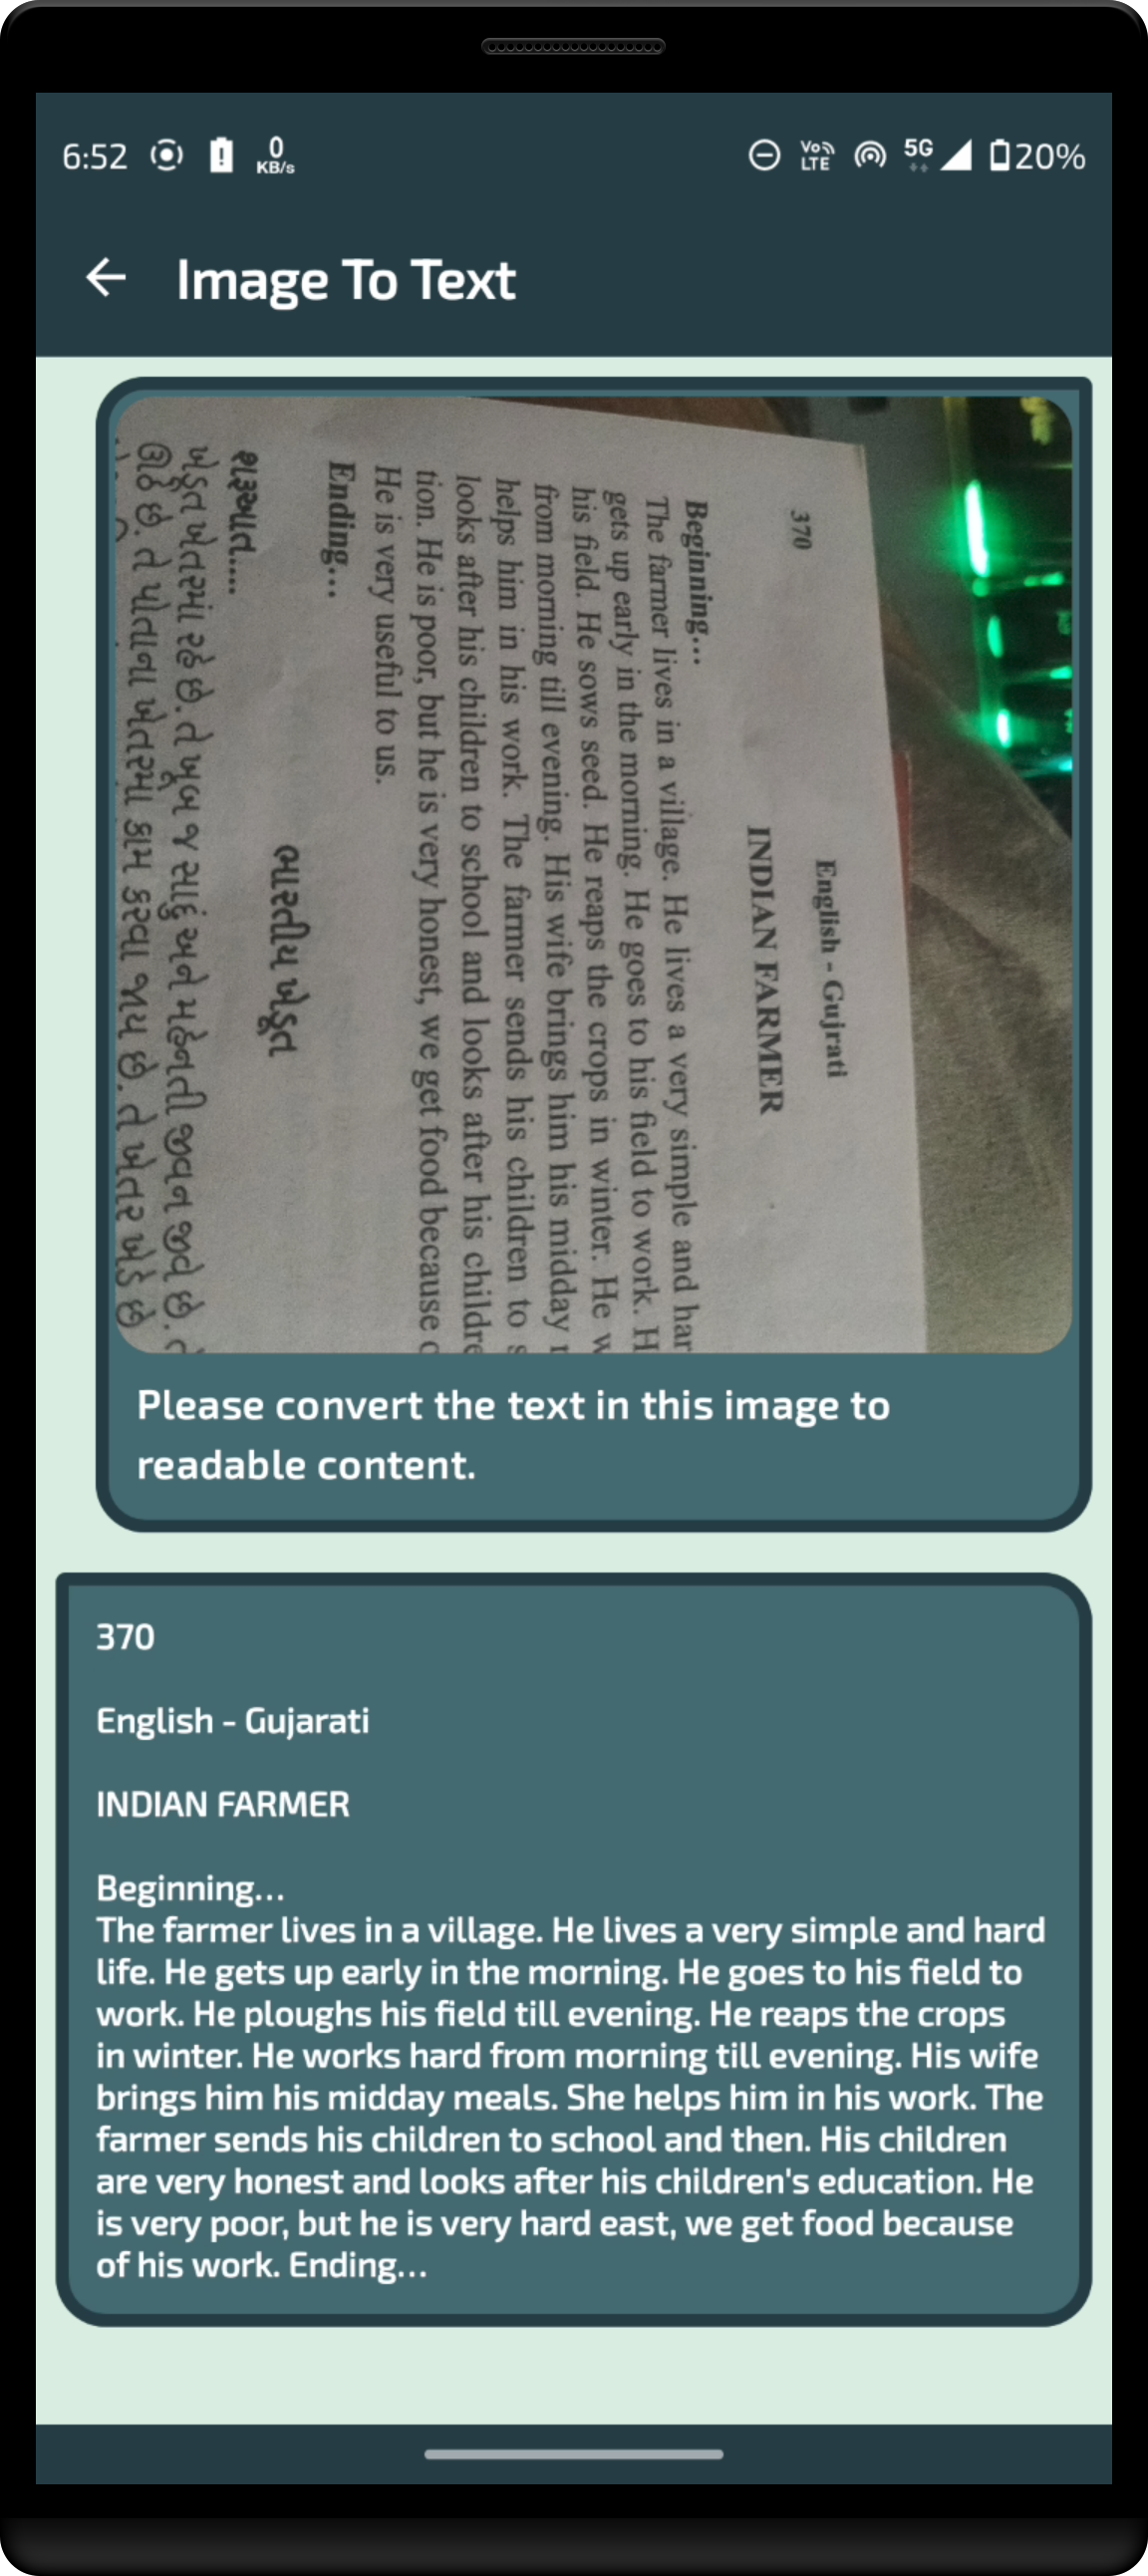 6:52 0 KB/s Vo LTE 5G 20%
Image To Text
370
English - Gujrati
INDIAN FARMER
Beginning...
The farmer lives in a village. He lives a very simple and har
gets up early in the morning. He goes to his field to work. H
his field. He sows seed. He reaps the crops in winter. He w
from morning till evening. His wife brings him his midday
helps him in his work. The farmer sends his children to s
looks after his children to school and looks after his childre
tion. He is poor, but he is very honest, we get food because o
He is very useful to us.
Ending...
ભારતીય ખેડૂત
શરૂઆત....
ખેડૂત ખેતરમાં રહે છે. તે ખૂબ જ સાદું અને મહેનતી જીવન જીવે છે. ત
ઊઠે છે. તે પોતાના ખેતરમા કામ કરવા જાય છે. તે ખેતર ખેડે છે
Please convert the text in this image to
readable content.
370
English - Gujarati
INDIAN FARMER
Beginning...
The farmer lives in a village. He lives a very simple and hard
life. He gets up early in the morning. He goes to his field to
work. He ploughs his field till evening. He reaps the crops
in winter. He works hard from morning till evening. His wife
brings him his midday meals. She helps him in his work. The
farmer sends his children to school and then. His children
are very honest and looks after his children's education. He
is very poor, but he is very hard east, we get food because
of his work. Ending...